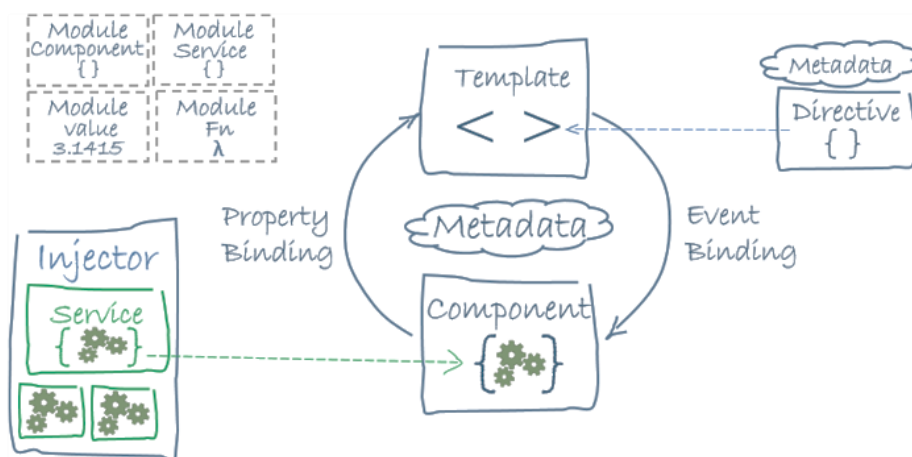 Module
Component
{ }
Module
Service
{ }
Module
value
3.1415
Module
Fn
λ
Template
< >
Metadata
Directive
{ }
Property
Binding
Metadata
Event
Binding
Injector
Service
{ }
Component
{ }